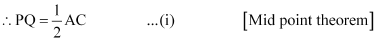 ∴ PQ = 1/2 AC ...(i) [Mid point theorem]